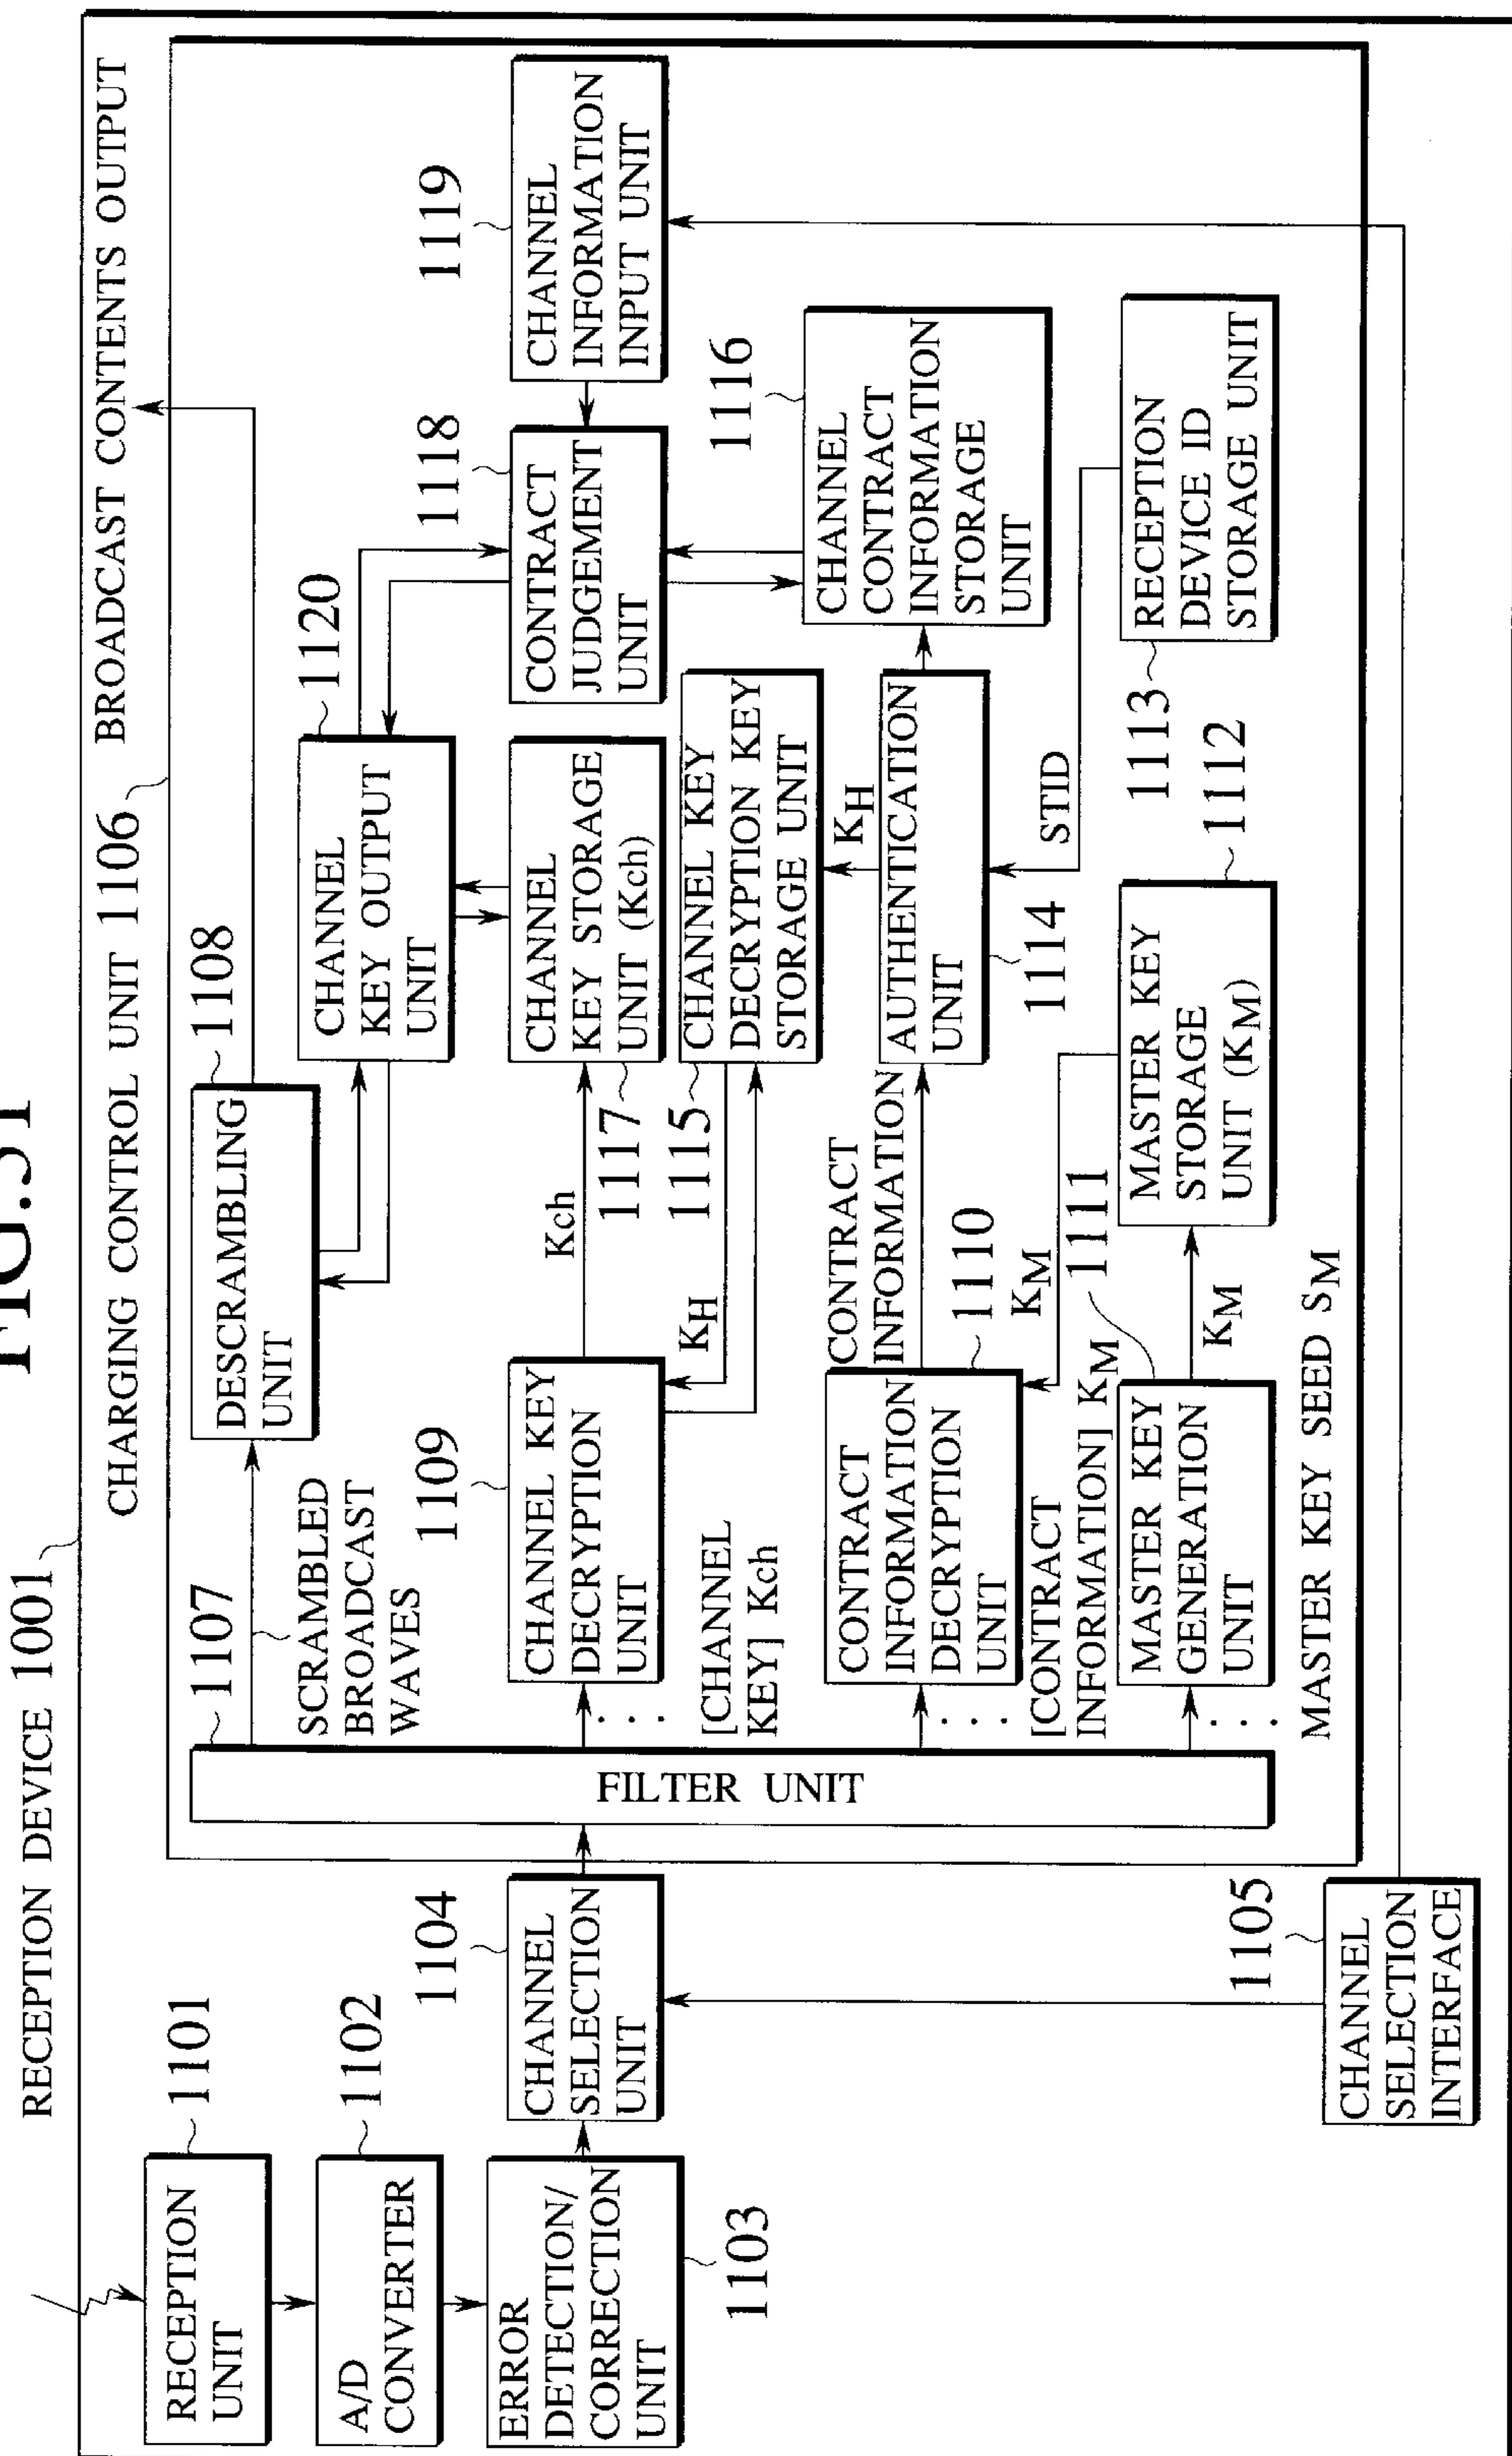 FIG.31
RECEPTION DEVICE 1001
CHARGING CONTROL UNIT 1106
BROADCAST CONTENTS OUTPUT
1101
RECEPTION
UNIT
1102
A/D
CONVERTER
ERROR
DETECTION/
CORRECTION
UNIT
1103
1104
CHANNEL
SELECTION
UNIT
1105
CHANNEL
SELECTION
INTERFACE
1107
FILTER UNIT
SCRAMBLED
BROADCAST
WAVES
1108
DESCRAMBLING
UNIT
1109
CHANNEL KEY
DECRYPTION
UNIT
[CHANNEL
KEY] Kch
Kch
KH
CONTRACT
INFORMATION
1110
CONTRACT
INFORMATION
DECRYPTION
UNIT
KM
[CONTRACT
INFORMATION] KM
1111
MASTER KEY
GENERATION
UNIT
KM
MASTER KEY SEED SM
1112
MASTER KEY
STORAGE
UNIT (KM)
1120
CHANNEL
KEY OUTPUT
UNIT
CHANNEL
KEY STORAGE
UNIT (Kch)
1117
CHANNEL KEY
DECRYPTION KEY
STORAGE UNIT
1115
KH
AUTHENTICATION
UNIT
1114
STID
1113
RECEPTION
DEVICE ID
STORAGE UNIT
1118
CONTRACT
JUDGEMENT
UNIT
1116
CHANNEL
CONTRACT
INFORMATION
STORAGE
UNIT
1119
CHANNEL
INFORMATION
INPUT UNIT